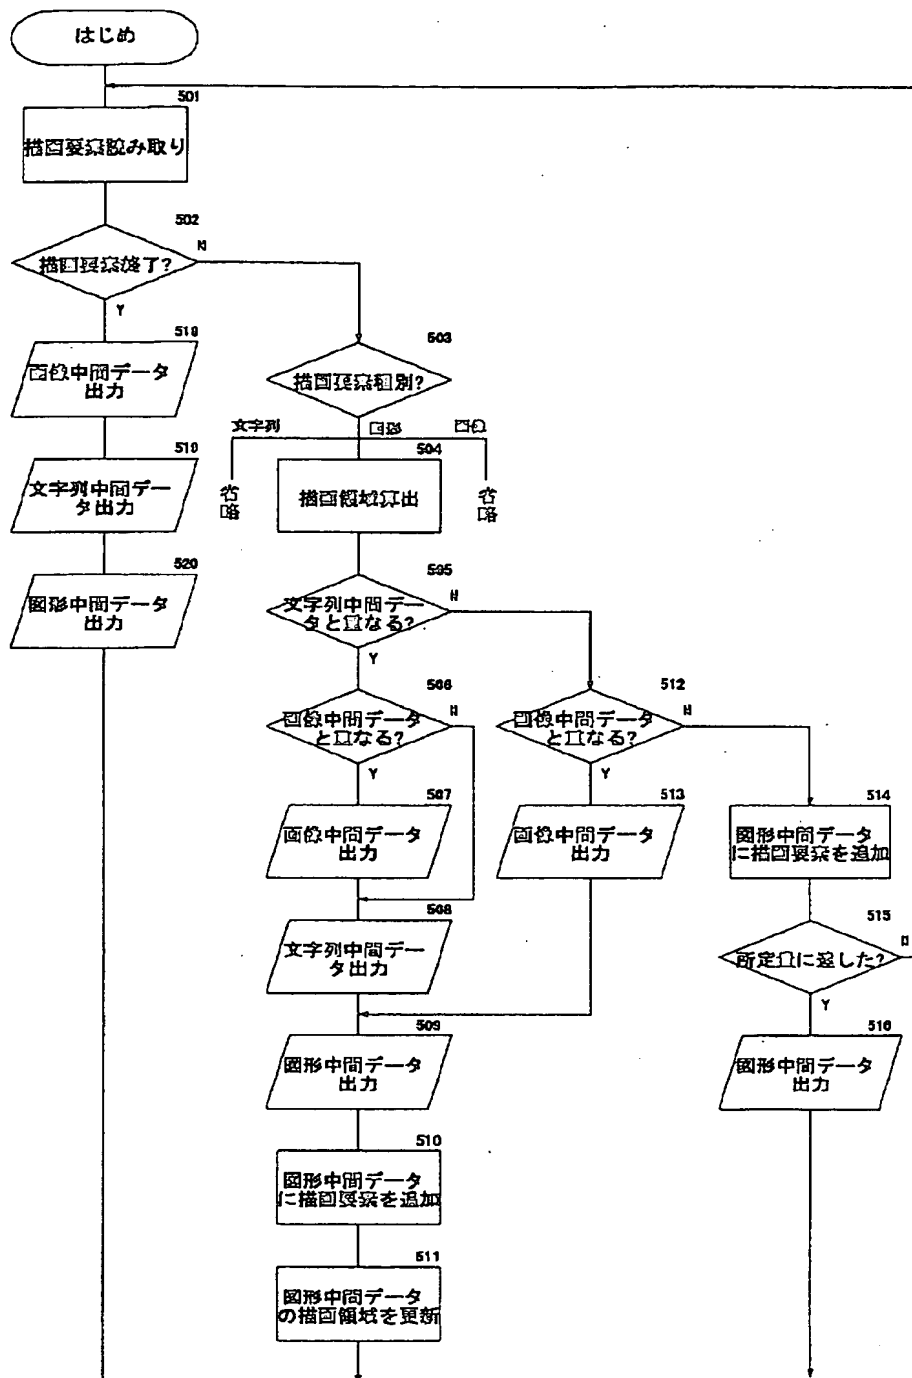 はじめ
501
描画要素読み取り
502
N
描画要素終了?
Y
518
画像中間データ
出力
519
文字列中間デー
タ出力
520
図形中間データ
出力
503
描画要素種別?
文字列
図形
画像
省略
省略
504
描画領域算出
505
N
文字列中間デー
タと重なる?
Y
506
N
画像中間データ
と重なる?
Y
507
画像中間データ
出力
508
文字列中間デー
タ出力
509
図形中間データ
出力
510
図形中間データ
に描画要素を追加
511
図形中間データ
の描画領域を更新
512
N
画像中間データ
と重なる?
Y
513
画像中間データ
出力
514
図形中間データ
に描画要素を追加
515
N
所定量に達した?
Y
516
図形中間データ
出力